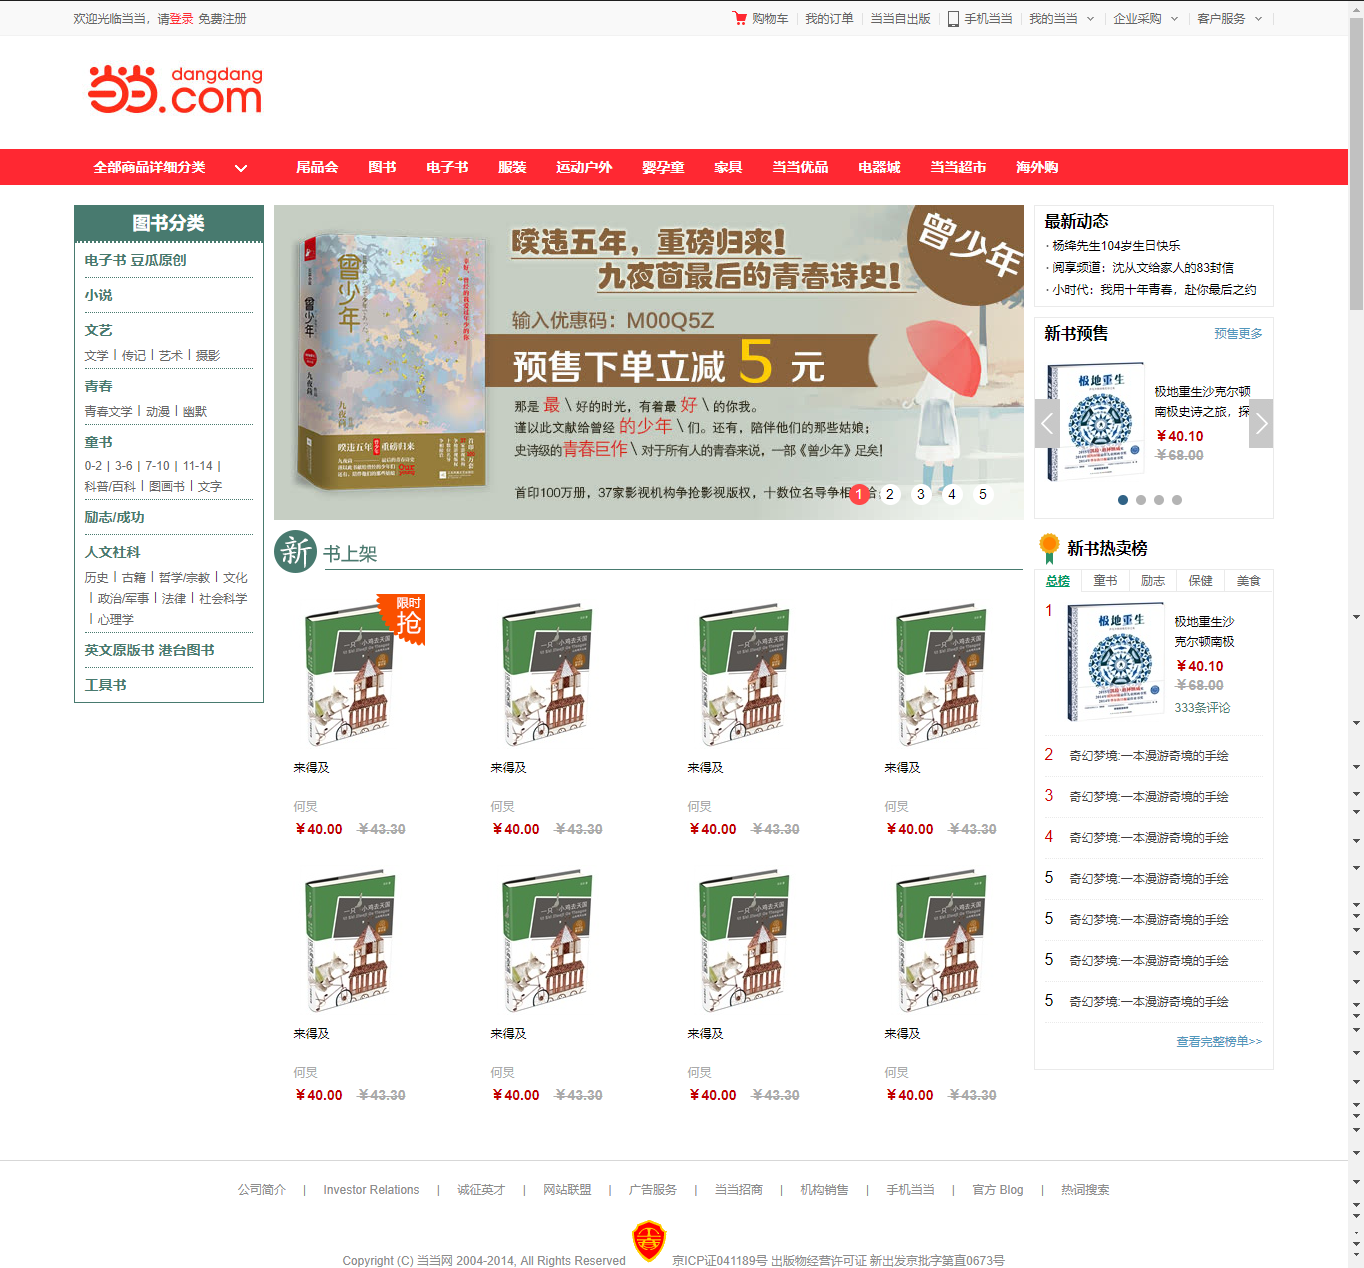 欢迎光临当当，请登录 免费注册
购物车 我的订单 当当自出版 手机当当 我的当当 企业采购 客户服务
dangdang
.com
全部商品详细分类 尾品会 图书 电子书 服装 运动户外 婴孕童 家具 当当优品 电器城 当当超市 海外购
图书分类
电子书 豆瓜原创
小说
文艺
文学 | 传记 | 艺术 | 摄影
青春
青春文学 | 动漫 | 幽默
童书
0-2 | 3-6 | 7-10 | 11-14 |
科普/百科 | 图画书 | 文字
励志/成功
人文社科
历史 | 古籍 | 哲学/宗教 | 文化
| 政治/军事 | 法律 | 社会科学
| 心理学
英文原版书 港台图书
工具书
曾少年
曾少年
九夜茴
暌违五年 重磅归来
曾少年
暌违五年，重磅归来！
九夜茴最后的青春诗史！
输入优惠码：M00Q5Z
预售下单立减 5 元
那是 最 \ 好的时光，有着最 好 \ 的你我。
谨以此文献给曾经 的少年 \ 们。还有，陪伴他们的那些姑娘；
史诗级的青春巨作 \ 对于所有人的青春来说，一部《曾少年》足矣！
首印100万册，37家影视机构争抢影视版权，十数位名导争相
1 2 3 4 5
新 书上架
限时
抢
来得及 来得及 来得及 来得及
何炅 何炅 何炅 何炅
￥40.00 ￥43.30 ￥40.00 ￥43.30 ￥40.00 ￥43.30 ￥40.00 ￥43.30
来得及 来得及 来得及 来得及
何炅 何炅 何炅 何炅
￥40.00 ￥43.30 ￥40.00 ￥43.30 ￥40.00 ￥43.30 ￥40.00 ￥43.30
最新动态
· 杨绛先生104岁生日快乐
· 阅享频道：沈从文给家人的83封信
· 小时代：我用十年青春，赴你最后之约
新书预售 预售更多
极地重生
极地重生沙克尔顿
南极史诗之旅，探
￥40.10
￥68.00
新书热卖榜
总榜 童书 励志 保健 美食
1
极地重生
极地重生沙
克尔顿南极
￥40.10
￥68.00
333条评论
2 奇幻梦境:一本漫游奇境的手绘
3 奇幻梦境:一本漫游奇境的手绘
4 奇幻梦境:一本漫游奇境的手绘
5 奇幻梦境:一本漫游奇境的手绘
5 奇幻梦境:一本漫游奇境的手绘
5 奇幻梦境:一本漫游奇境的手绘
5 奇幻梦境:一本漫游奇境的手绘
查看完整榜单>>
公司简介 | Investor Relations | 诚征英才 | 网站联盟 | 广告服务 | 当当招商 | 机构销售 | 手机当当 | 官方 Blog | 热词搜索
Copyright (C) 当当网 2004-2014, All Rights Reserved 京ICP证041189号 出版物经营许可证 新出发京批字第直0673号